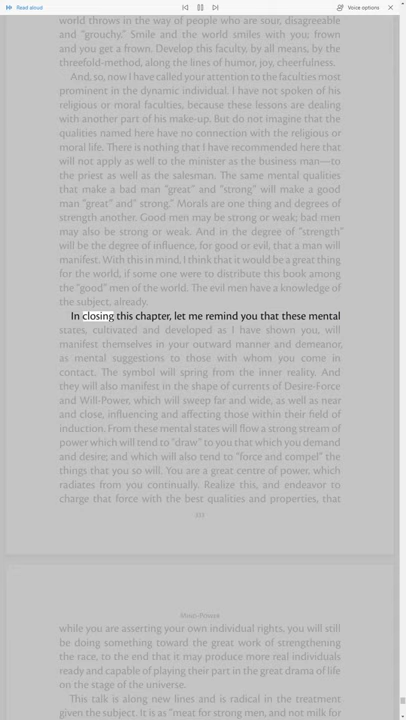 Read aloud
Voice options
world throws in the way of people who are sour, disagreeable
and “grouchy.” Smile and the world smiles with you; frown
and you get a frown. Develop this faculty, by all means, by the
threefold-method, along the lines of humor, joy, cheerfulness.
And, so, now I have called your attention to the faculties most
prominent in the dynamic individual. I have not spoken of his
religious or moral faculties, because these lessons are dealing
with another part of his make-up. But do not imagine that the
qualities named here have no connection with the religious or
moral life. There is nothing that I have recommended here that
will not apply as well to the minister as the business man—to
the priest as well as the salesman. The same mental qualities
that make a bad man “great” and “strong” will make a good
man “great” and “strong.” Morals are one thing and degrees of
strength another. Good men may be strong or weak; bad men
may also be strong or weak. And in the degree of “strength”
will be the degree of influence, for good or evil, that a man will
manifest. With this in mind, I think that it would be a great thing
for the world, if some one were to distribute this book among
the “good” men of the world. The evil men have a knowledge of
the subject, already.
In closing this chapter, let me remind you that these mental
states, cultivated and developed as I have shown you, will
manifest themselves in your outward manner and demeanor,
as mental suggestions to those with whom you come in
contact. The symbol will spring from the inner reality. And
they will also manifest in the shape of currents of Desire-Force
and Will-Power, which will sweep far and wide, as well as near
and close, influencing and affecting those within their field of
induction. From these mental states will flow a strong stream of
power which will tend to “draw” to you that which you demand
and desire; and which will also tend to “force and compel” the
things that you so will. You are a great centre of power, which
radiates from you continually. Realize this, and endeavor to
charge that force with the best qualities and properties, that
Mind-Power
while you are asserting your own individual rights, you will still
be doing something toward the great work of strengthening
the race, to the end that it may produce more real individuals
ready and capable of playing their part in the great drama of life
on the stage of the universe.
This talk is along new lines and is radical in the treatment
given the subject. It is as “meat for strong men, and not milk for